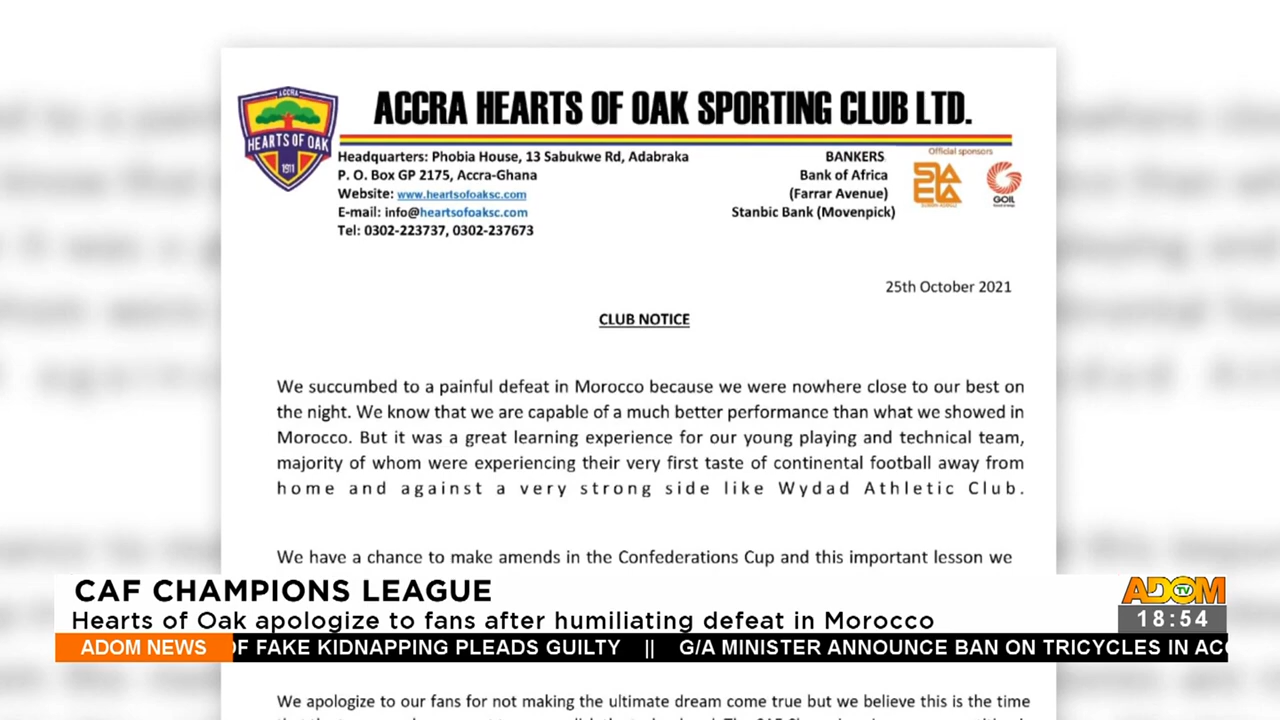 ACCRA
HEARTS OF OAK
1911
ACCRA HEARTS OF OAK SPORTING CLUB LTD.
Headquarters: Phobia House, 13 Sabukwe Rd, Adabraka
P. O. Box GP 2175, Accra-Ghana
Website: www.heartsofoaksc.com
E-mail: info@heartsofoaksc.com
Tel: 0302-223737, 0302-237673
BANKERS
Bank of Africa
(Farrar Avenue)
Stanbic Bank (Movenpick)
Official sponsors
GOIL
25th October 2021
CLUB NOTICE
We succumbed to a painful defeat in Morocco because we were nowhere close to our best on
the night. We know that we are capable of a much better performance than what we showed in
Morocco. But it was a great learning experience for our young playing and technical team,
majority of whom were experiencing their very first taste of continental football away from
home and against a very strong side like Wydad Athletic Club.
We have a chance to make amends in the Confederations Cup and this important lesson we
CAF CHAMPIONS LEAGUE
Hearts of Oak apologize to fans after humiliating defeat in Morocco
ADOM TV
18:54
ADOM NEWS
OF FAKE KIDNAPPING PLEADS GUILTY || G/A MINISTER ANNOUNCE BAN ON TRICYCLES IN
We apologize to our fans for not making the ultimate dream come true but we believe this is the time